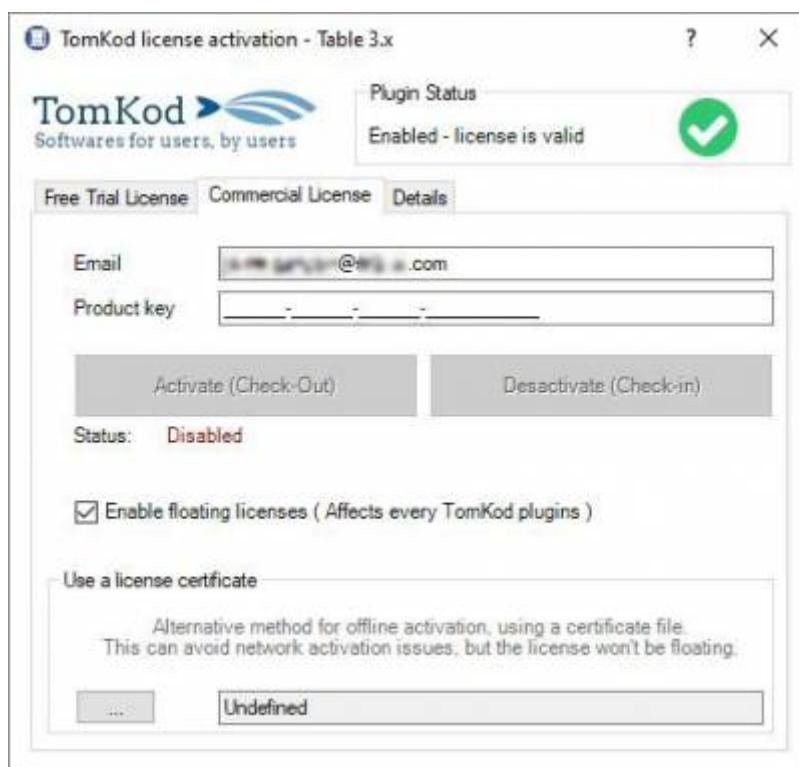 TomKod license activation - Table 3.x
?
TomKod
Softwares for users, by users
Plugin Status
Enabled - license is valid
Free Trial License
Commercial License
Details
Email
@
.com
Product key
Activate (Check-Out)
Desactivate (Check-in)
Status:
Disabled
Enable floating licenses ( Affects every TomKod plugins )
Use a license certificate
Alternative method for offline activation, using a certificate file.
This can avoid network activation issues, but the license won't be floating.
...
Undefined